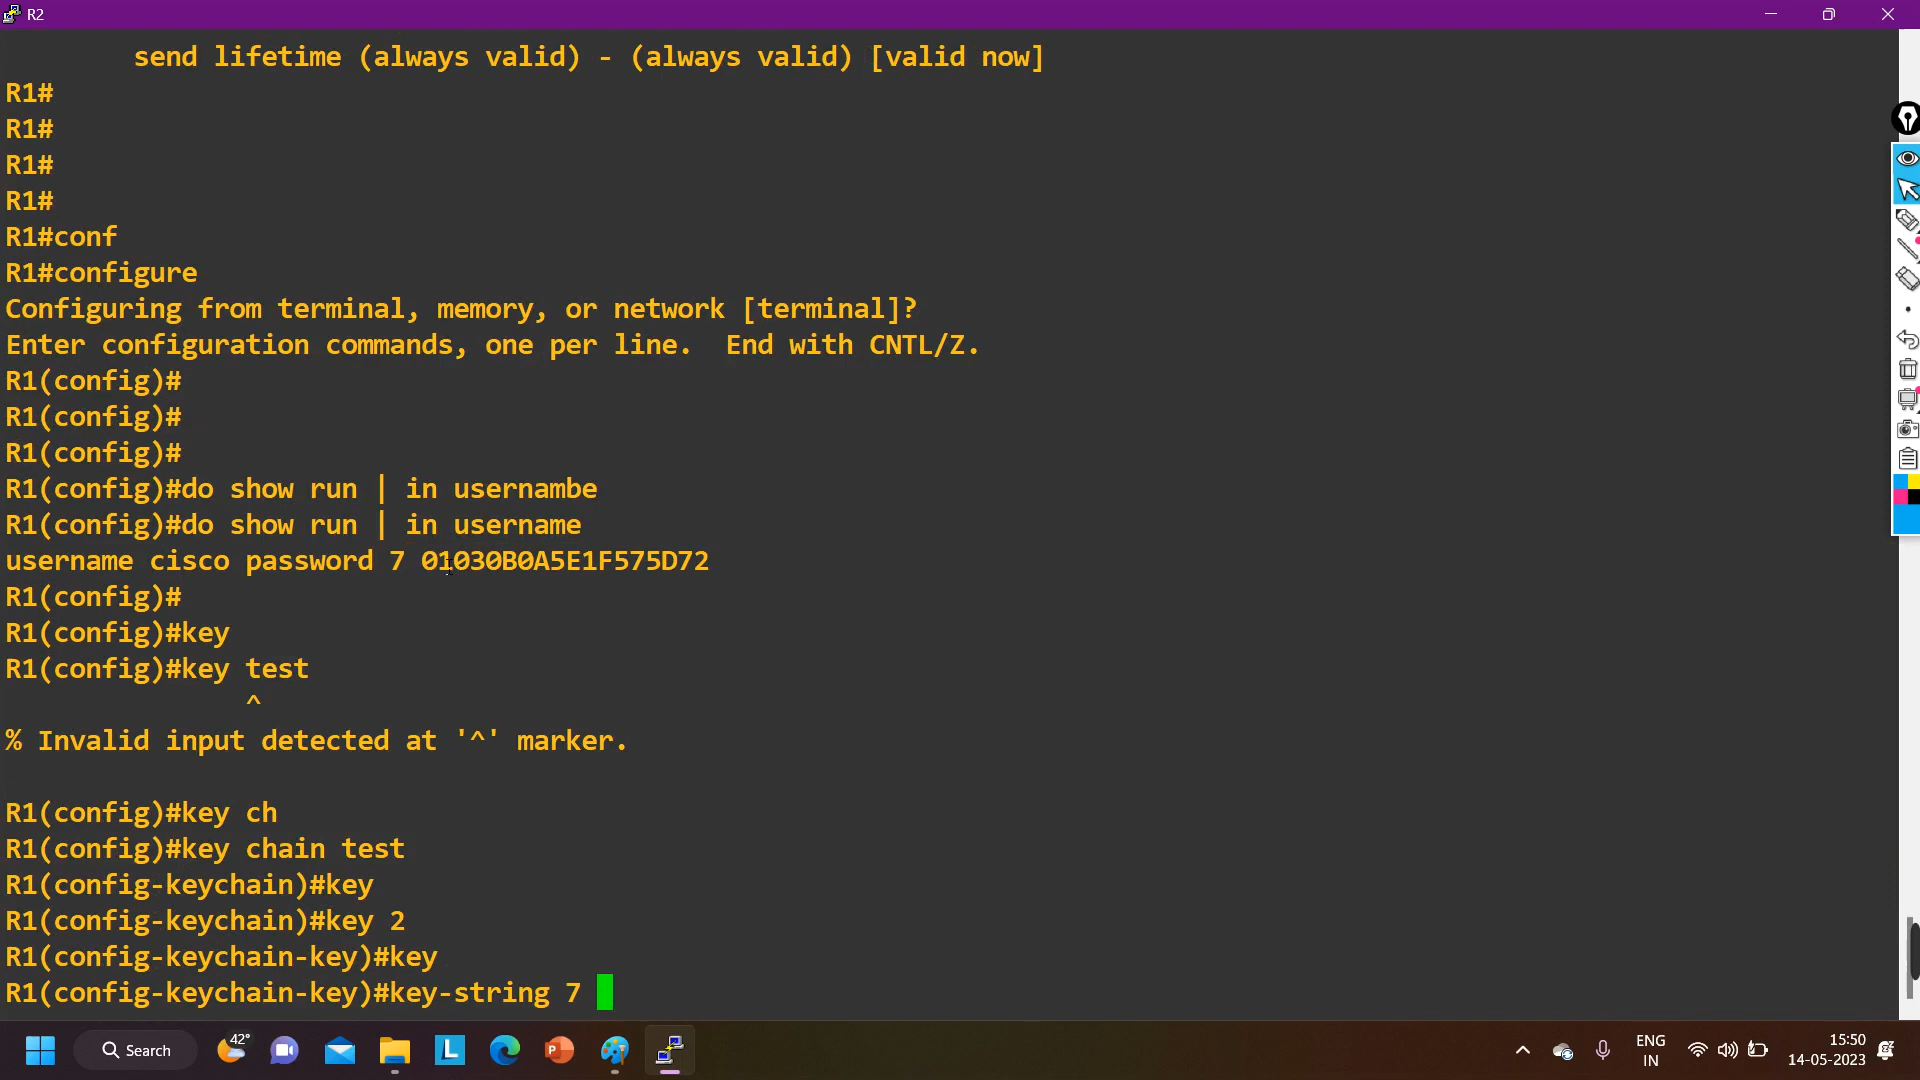 R2
send lifetime (always valid) - (always valid) [valid now]
R1#
R1#
R1#
R1#
R1#conf
R1#configure
Configuring from terminal, memory, or network [terminal]?
Enter configuration commands, one per line.  End with CNTL/Z.
R1(config)#
R1(config)#
R1(config)#
R1(config)#do show run | in usernambe
R1(config)#do show run | in username
username cisco password 7 01030B0A5E1F575D72
R1(config)#
R1(config)#key
R1(config)#key test
^
% Invalid input detected at '^' marker.
R1(config)#key ch
R1(config)#key chain test
R1(config-keychain)#key
R1(config-keychain)#key 2
R1(config-keychain-key)#key
R1(config-keychain-key)#key-string 7
42°
Search
L
P
ENG
IN
15:50
14-05-2023